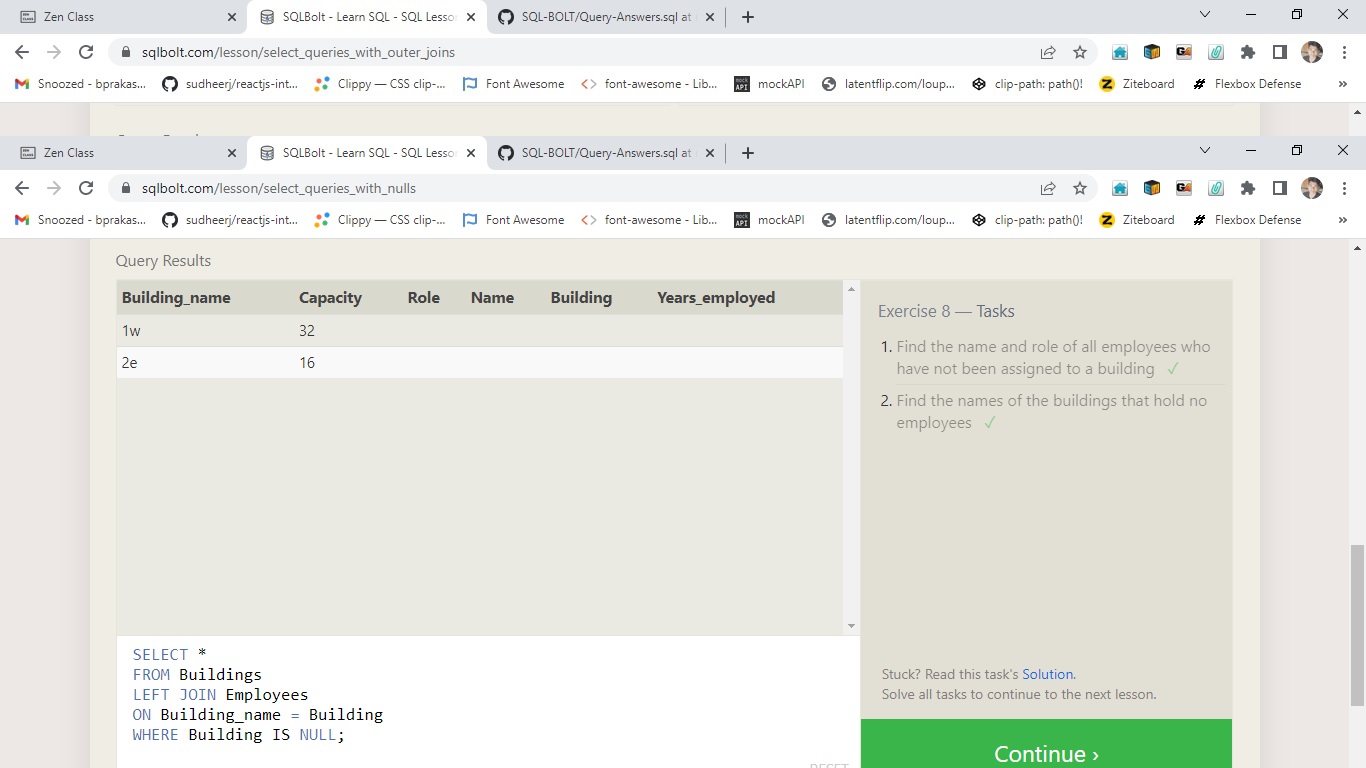 Zen Class
SQLBolt - Learn SQL - SQL Lesson
SQL-BOLT/Query-Answers.sql at
sqlbolt.com/lesson/select_queries_with_outer_joins
Snoozed - bprakas...
sudheerj/reactjs-int...
Clippy — CSS clip-...
Font Awesome
font-awesome - Lib...
mockAPI
latentflip.com/loup...
clip-path: path()!
Ziteboard
Flexbox Defense
»
Zen Class
SQLBolt - Learn SQL - SQL Lesson
SQL-BOLT/Query-Answers.sql at
sqlbolt.com/lesson/select_queries_with_nulls
Snoozed - bprakas...
sudheerj/reactjs-int...
Clippy — CSS clip-...
Font Awesome
font-awesome - Lib...
mockAPI
latentflip.com/loup...
clip-path: path()!
Ziteboard
Flexbox Defense
»
Query Results
Building_name Capacity Role Name Building Years_employed
1w 32
2e 16
Exercise 8 — Tasks
1. Find the name and role of all employees who
have not been assigned to a building ✓
2. Find the names of the buildings that hold no
employees ✓
SELECT *
FROM Buildings
LEFT JOIN Employees
ON Building_name = Building
WHERE Building IS NULL;
RESET
Stuck? Read this task's Solution.
Solve all tasks to continue to the next lesson.
Continue ›